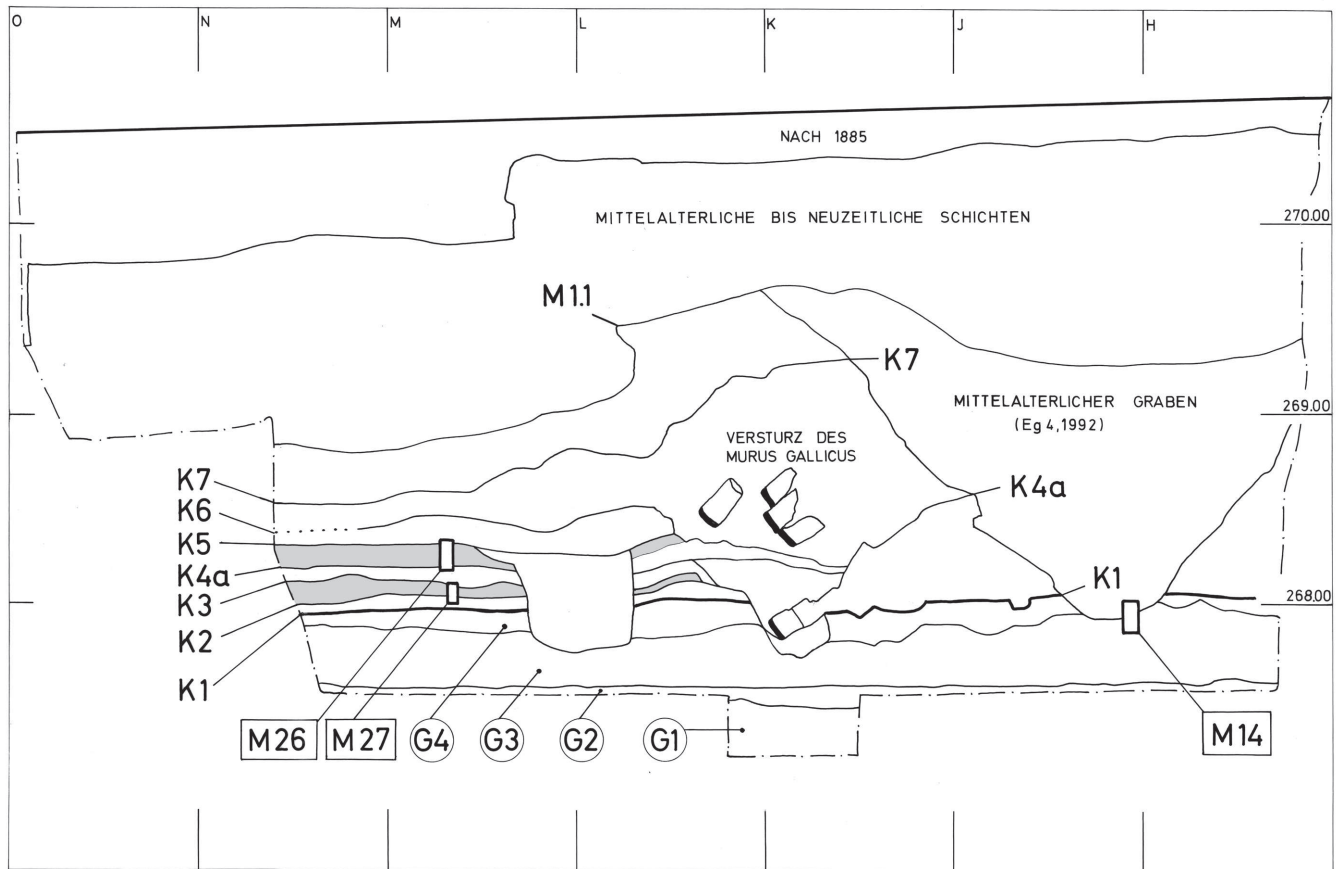 O N M L K J H
NACH 1885
MITTELALTERLICHE BIS NEUZEITLICHE SCHICHTEN
270.00
M1.1
K7
MITTELALTERLICHER GRABEN
(Eg 4, 1992)
269.00
VERSTURZ DES
MURUS GALLICUS
K7
K6
K5
K4a
K3
K2
K1
K4a
K1
268.00
M26 M27 G4 G3 G2 G1 M14